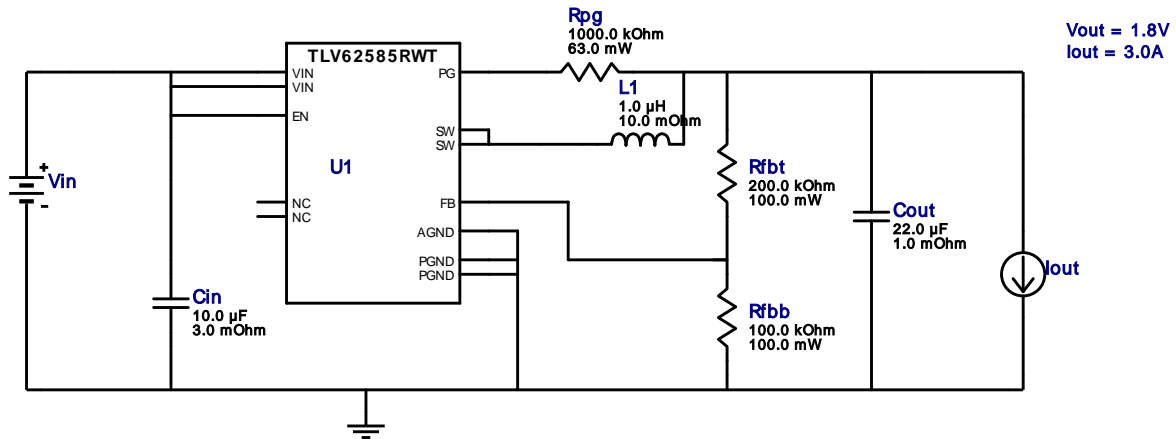 Rpg
1000.0 kOhm
63.0 mW
Vout = 1.8V
Iout = 3.0A
TLV62585RWT
VIN
VIN
EN
NC
NC
U1
PG
SW
SW
FB
AGND
PGND
PGND
L1
1.0 µH
10.0 mOhm
+
Vin
-
Cin
10.0 µF
3.0 mOhm
Rfbt
200.0 kOhm
100.0 mW
Rfbb
100.0 kOhm
100.0 mW
Cout
22.0 µF
1.0 mOhm
Iout